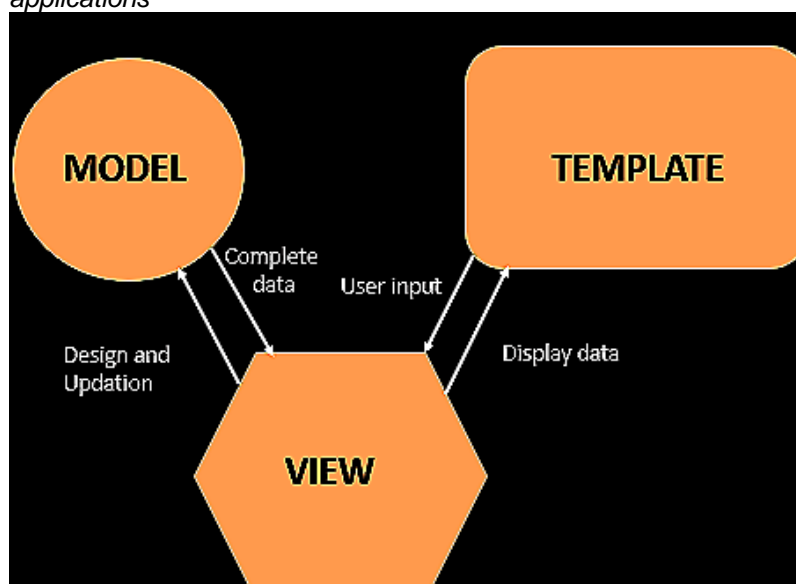 applications
MODEL
TEMPLATE
Complete
data
User input
Design and
Updation
Display data
VIEW